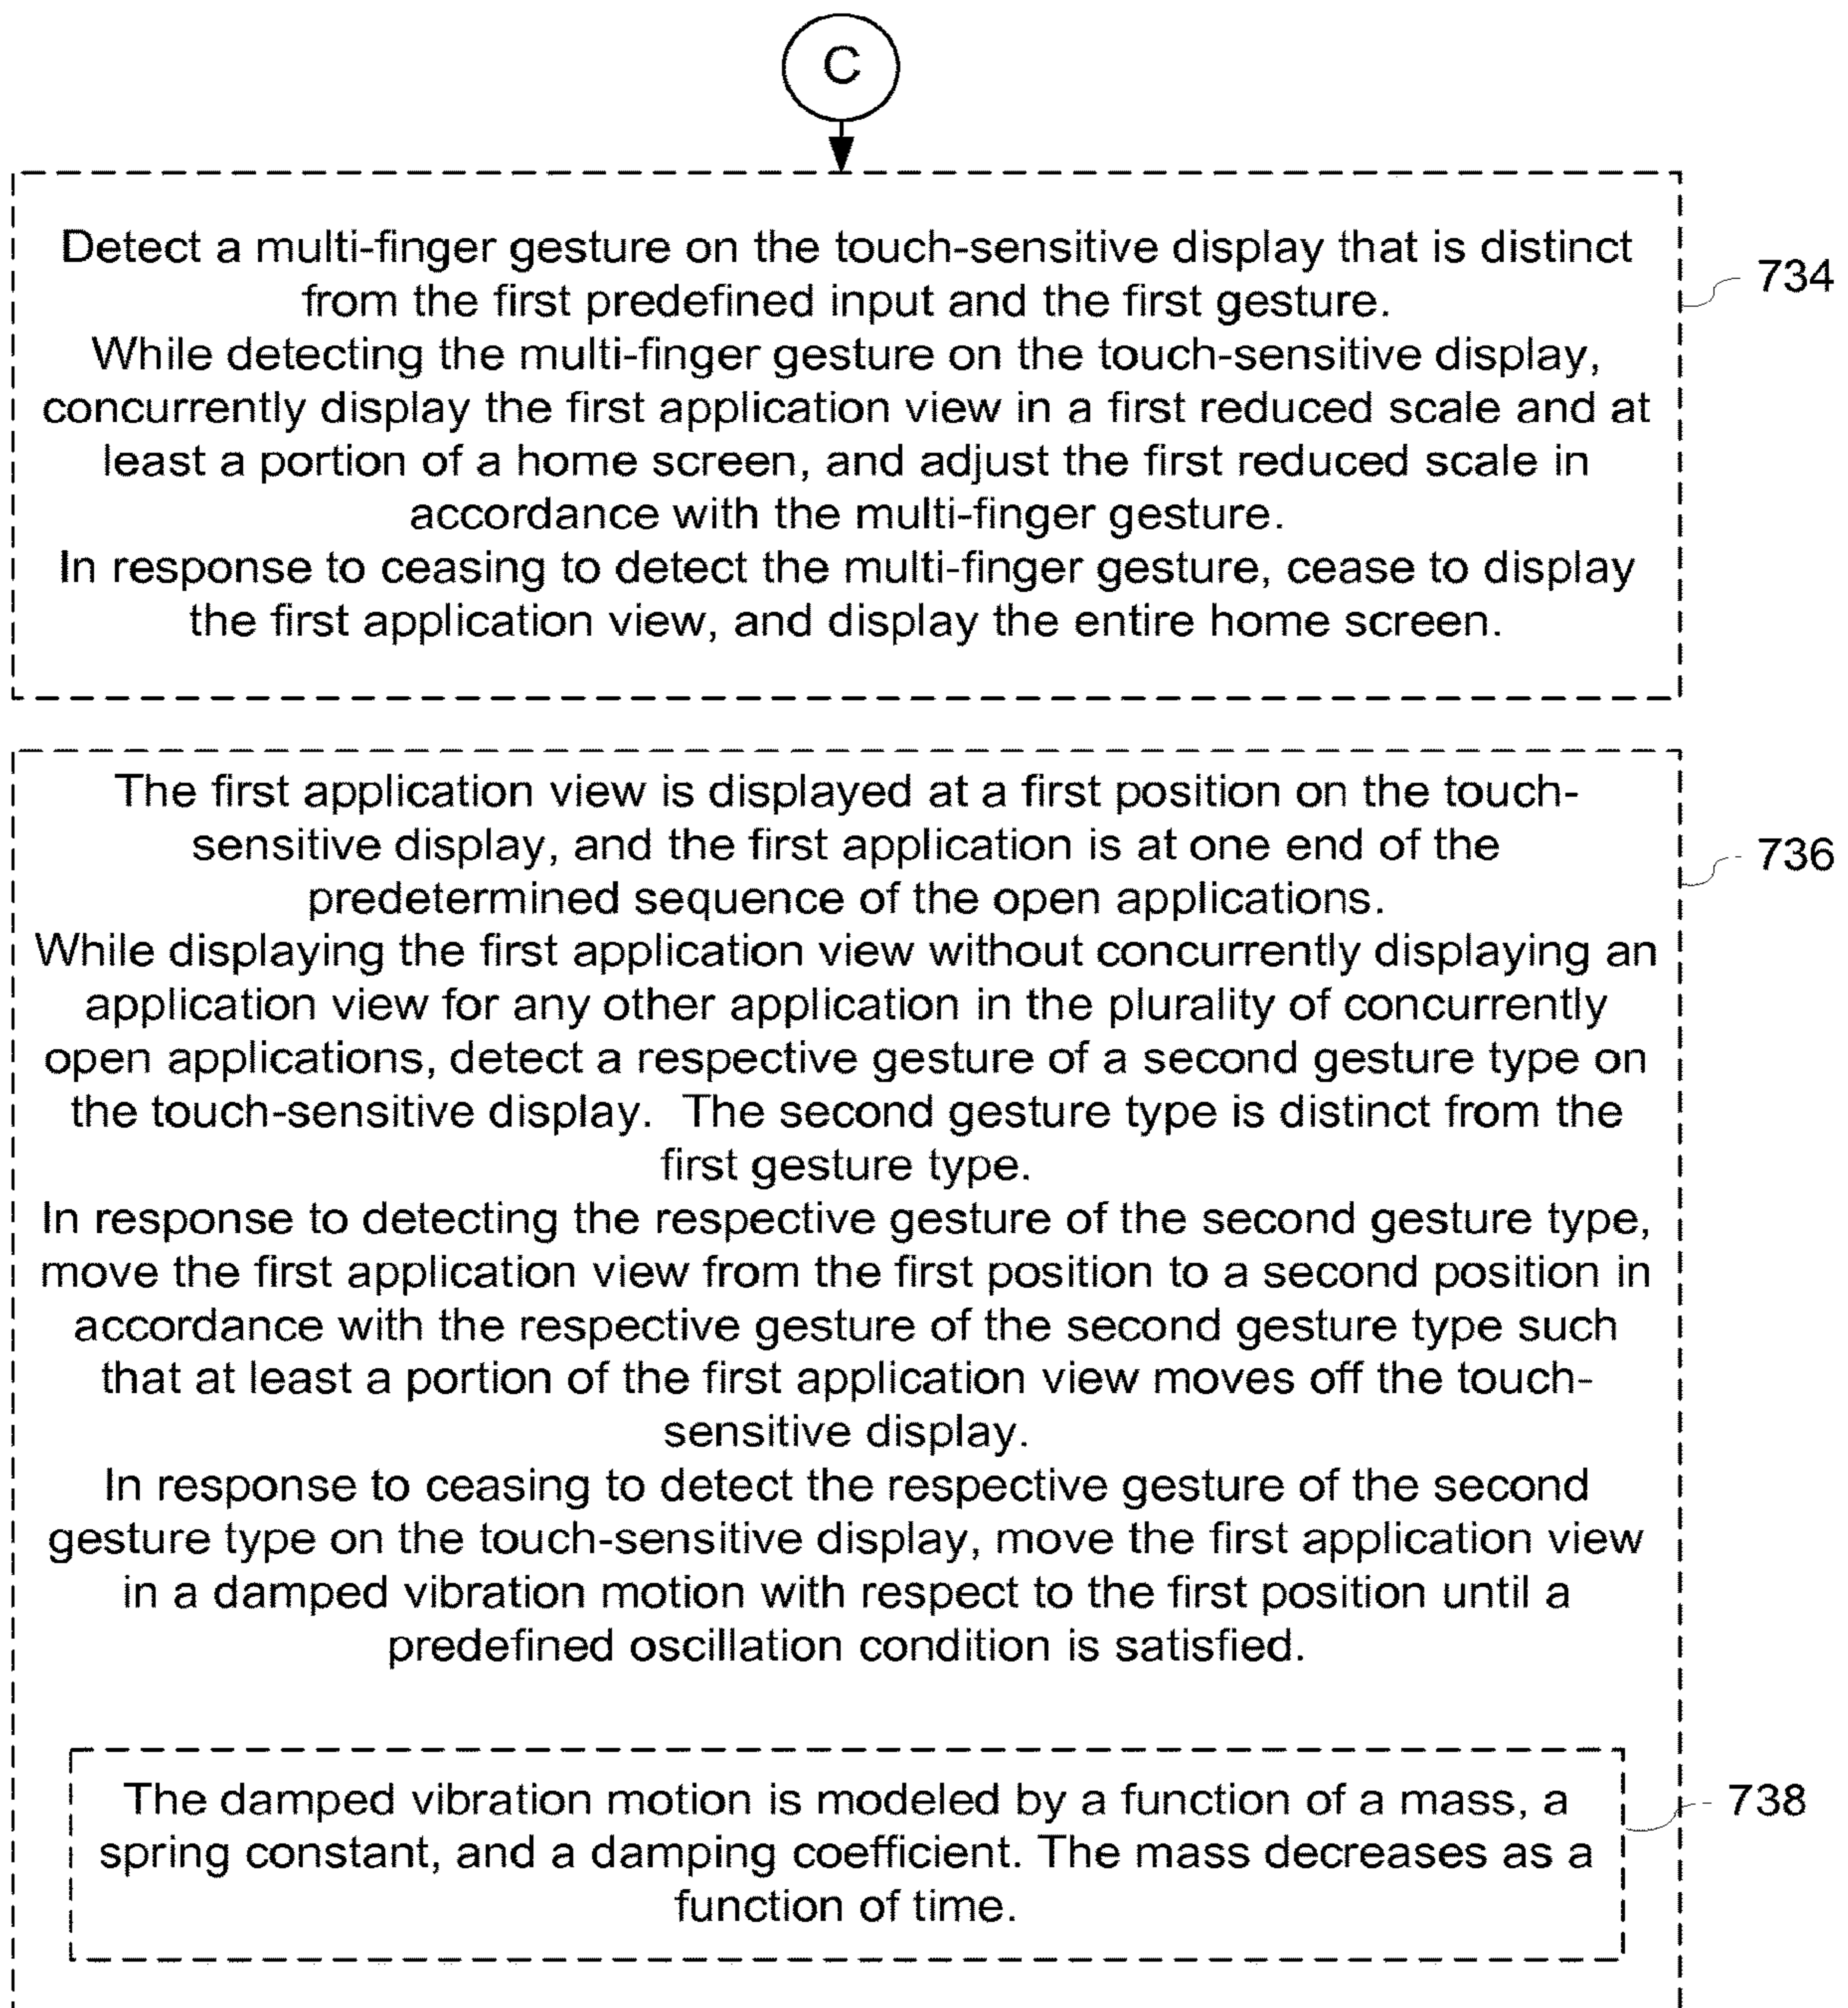 C
Detect a multi-finger gesture on the touch-sensitive display that is distinct
from the first predefined input and the first gesture.
734
While detecting the multi-finger gesture on the touch-sensitive display,
concurrently display the first application view in a first reduced scale and at
least a portion of a home screen, and adjust the first reduced scale in
accordance with the multi-finger gesture.
In response to ceasing to detect the multi-finger gesture, cease to display
the first application view, and display the entire home screen.
The first application view is displayed at a first position on the touch-
sensitive display, and the first application is at one end of the
736
predetermined sequence of the open applications.
While displaying the first application view without concurrently displaying an
application view for any other application in the plurality of concurrently
open applications, detect a respective gesture of a second gesture type on
the touch-sensitive display.  The second gesture type is distinct from the
first gesture type.
In response to detecting the respective gesture of the second gesture type,
move the first application view from the first position to a second position in
accordance with the respective gesture of the second gesture type such
that at least a portion of the first application view moves off the touch-
sensitive display.
In response to ceasing to detect the respective gesture of the second
gesture type on the touch-sensitive display, move the first application view
in a damped vibration motion with respect to the first position until a
predefined oscillation condition is satisfied.
The damped vibration motion is modeled by a function of a mass, a
738
spring constant, and a damping coefficient. The mass decreases as a
function of time.